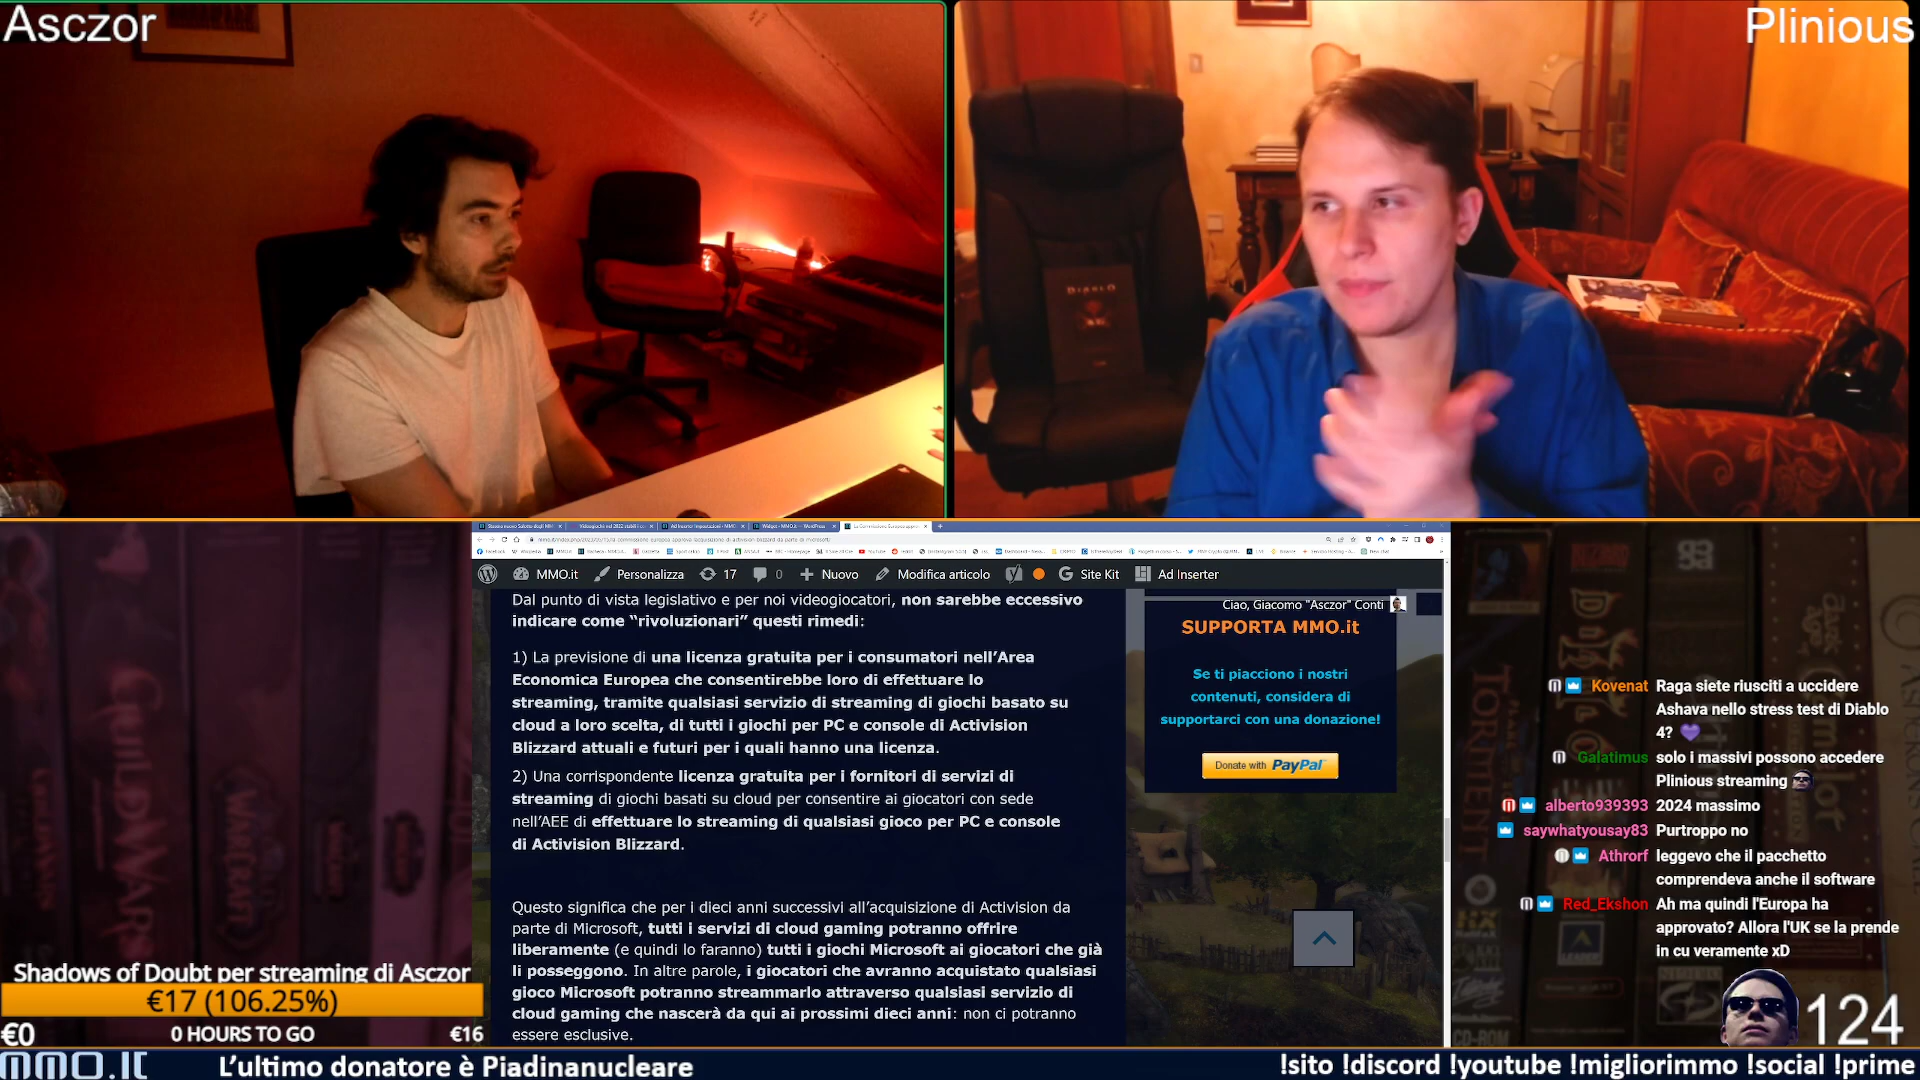 Asczor
Plinious
DIABLO
MMO.it
Personalizza
17
0
Nuovo
Modifica articolo
Site Kit
Ad Inserter
Ciao, Giacomo "Asczor" Conti
Dal punto di vista legislativo e per noi videogiocatori, non sarebbe eccessivo
indicare come “rivoluzionari” questi rimedi:
1) La previsione di una licenza gratuita per i consumatori nell’Area
Economica Europea che consentirebbe loro di effettuare lo
streaming, tramite qualsiasi servizio di streaming di giochi basato su
cloud a loro scelta, di tutti i giochi per PC e console di Activision
Blizzard attuali e futuri per i quali hanno una licenza.
2) Una corrispondente licenza gratuita per i fornitori di servizi di
streaming di giochi basati su cloud per consentire ai giocatori con sede
nell’AEE di effettuare lo streaming di qualsiasi gioco per PC e console
di Activision Blizzard.
Questo significa che per i dieci anni successivi all’acquisizione di Activision da
parte di Microsoft, tutti i servizi di cloud gaming potranno offrire
liberamente (e quindi lo faranno) tutti i giochi Microsoft ai giocatori che già
li posseggono. In altre parole, i giocatori che avranno acquistato qualsiasi
gioco Microsoft potranno streammarlo attraverso qualsiasi servizio di
cloud gaming che nascerà da qui ai prossimi dieci anni: non ci potranno
essere esclusive.
SUPPORTA MMO.it
Se ti piacciono i nostri
contenuti, considera di
supportarci con una donazione!
Donate with PayPal
GUILDWARS
WARCRAFT
TORMENT
CD-ROM
Kovenat Raga siete riusciti a uccidere
Ashava nello stress test di Diablo
4?
Galatimus solo i massivi possono accedere
Plinious streaming
alberto939393 2024 massimo
saywhatyousay83 Purtroppo no
Athrorf leggevo che il pacchetto
comprendeva anche il software
Red_Ekshon Ah ma quindi l'Europa ha
approvato? Allora l'UK se la prende
in cu veramente xD
124
Shadows of Doubt per streaming di Asczor
€17 (106.25%)
€0
0 HOURS TO GO
€16
MMO.IT
L’ultimo donatore è Piadinanucleare
!sito !discord !youtube !migliorimmo !social !prime